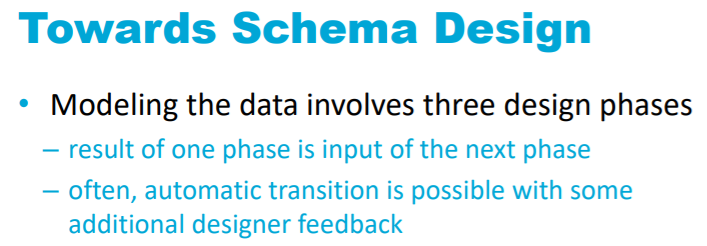 Towards Schema Design
• Modeling the data involves three design phases
– result of one phase is input of the next phase
– often, automatic transition is possible with some
additional designer feedback